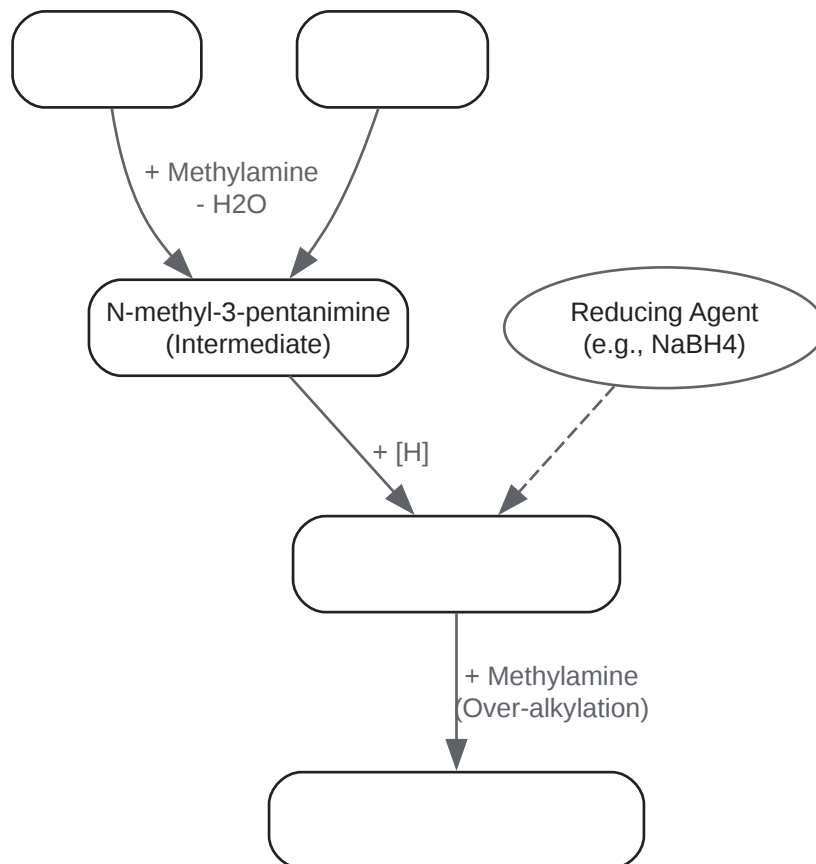 + Methylamine
- H2O
N-methyl-3-pentanimine
(Intermediate)
Reducing Agent
(e.g., NaBH4)
+ [H]
+ Methylamine
(Over-alkylation)